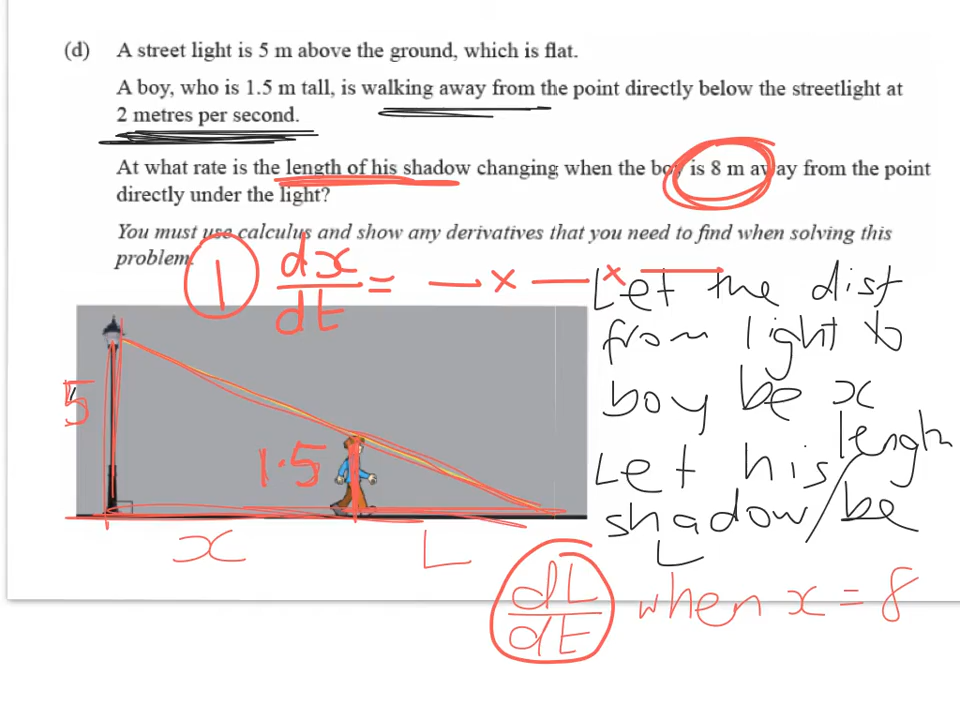 (d) A street light is 5 m above the ground, which is flat.
A boy, who is 1.5 m tall, is walking away from the point directly below the streetlight at
2 metres per second.
At what rate is the length of his shadow changing when the boy is 8 m away from the point
directly under the light?
You must use calculus and show any derivatives that you need to find when solving this
problem.
1 dx/dt = — × — × —
Let the dist
from light to
boy be x
length
Let his
shadow / be
L
5
1.5
x L
dL/dt when x = 8